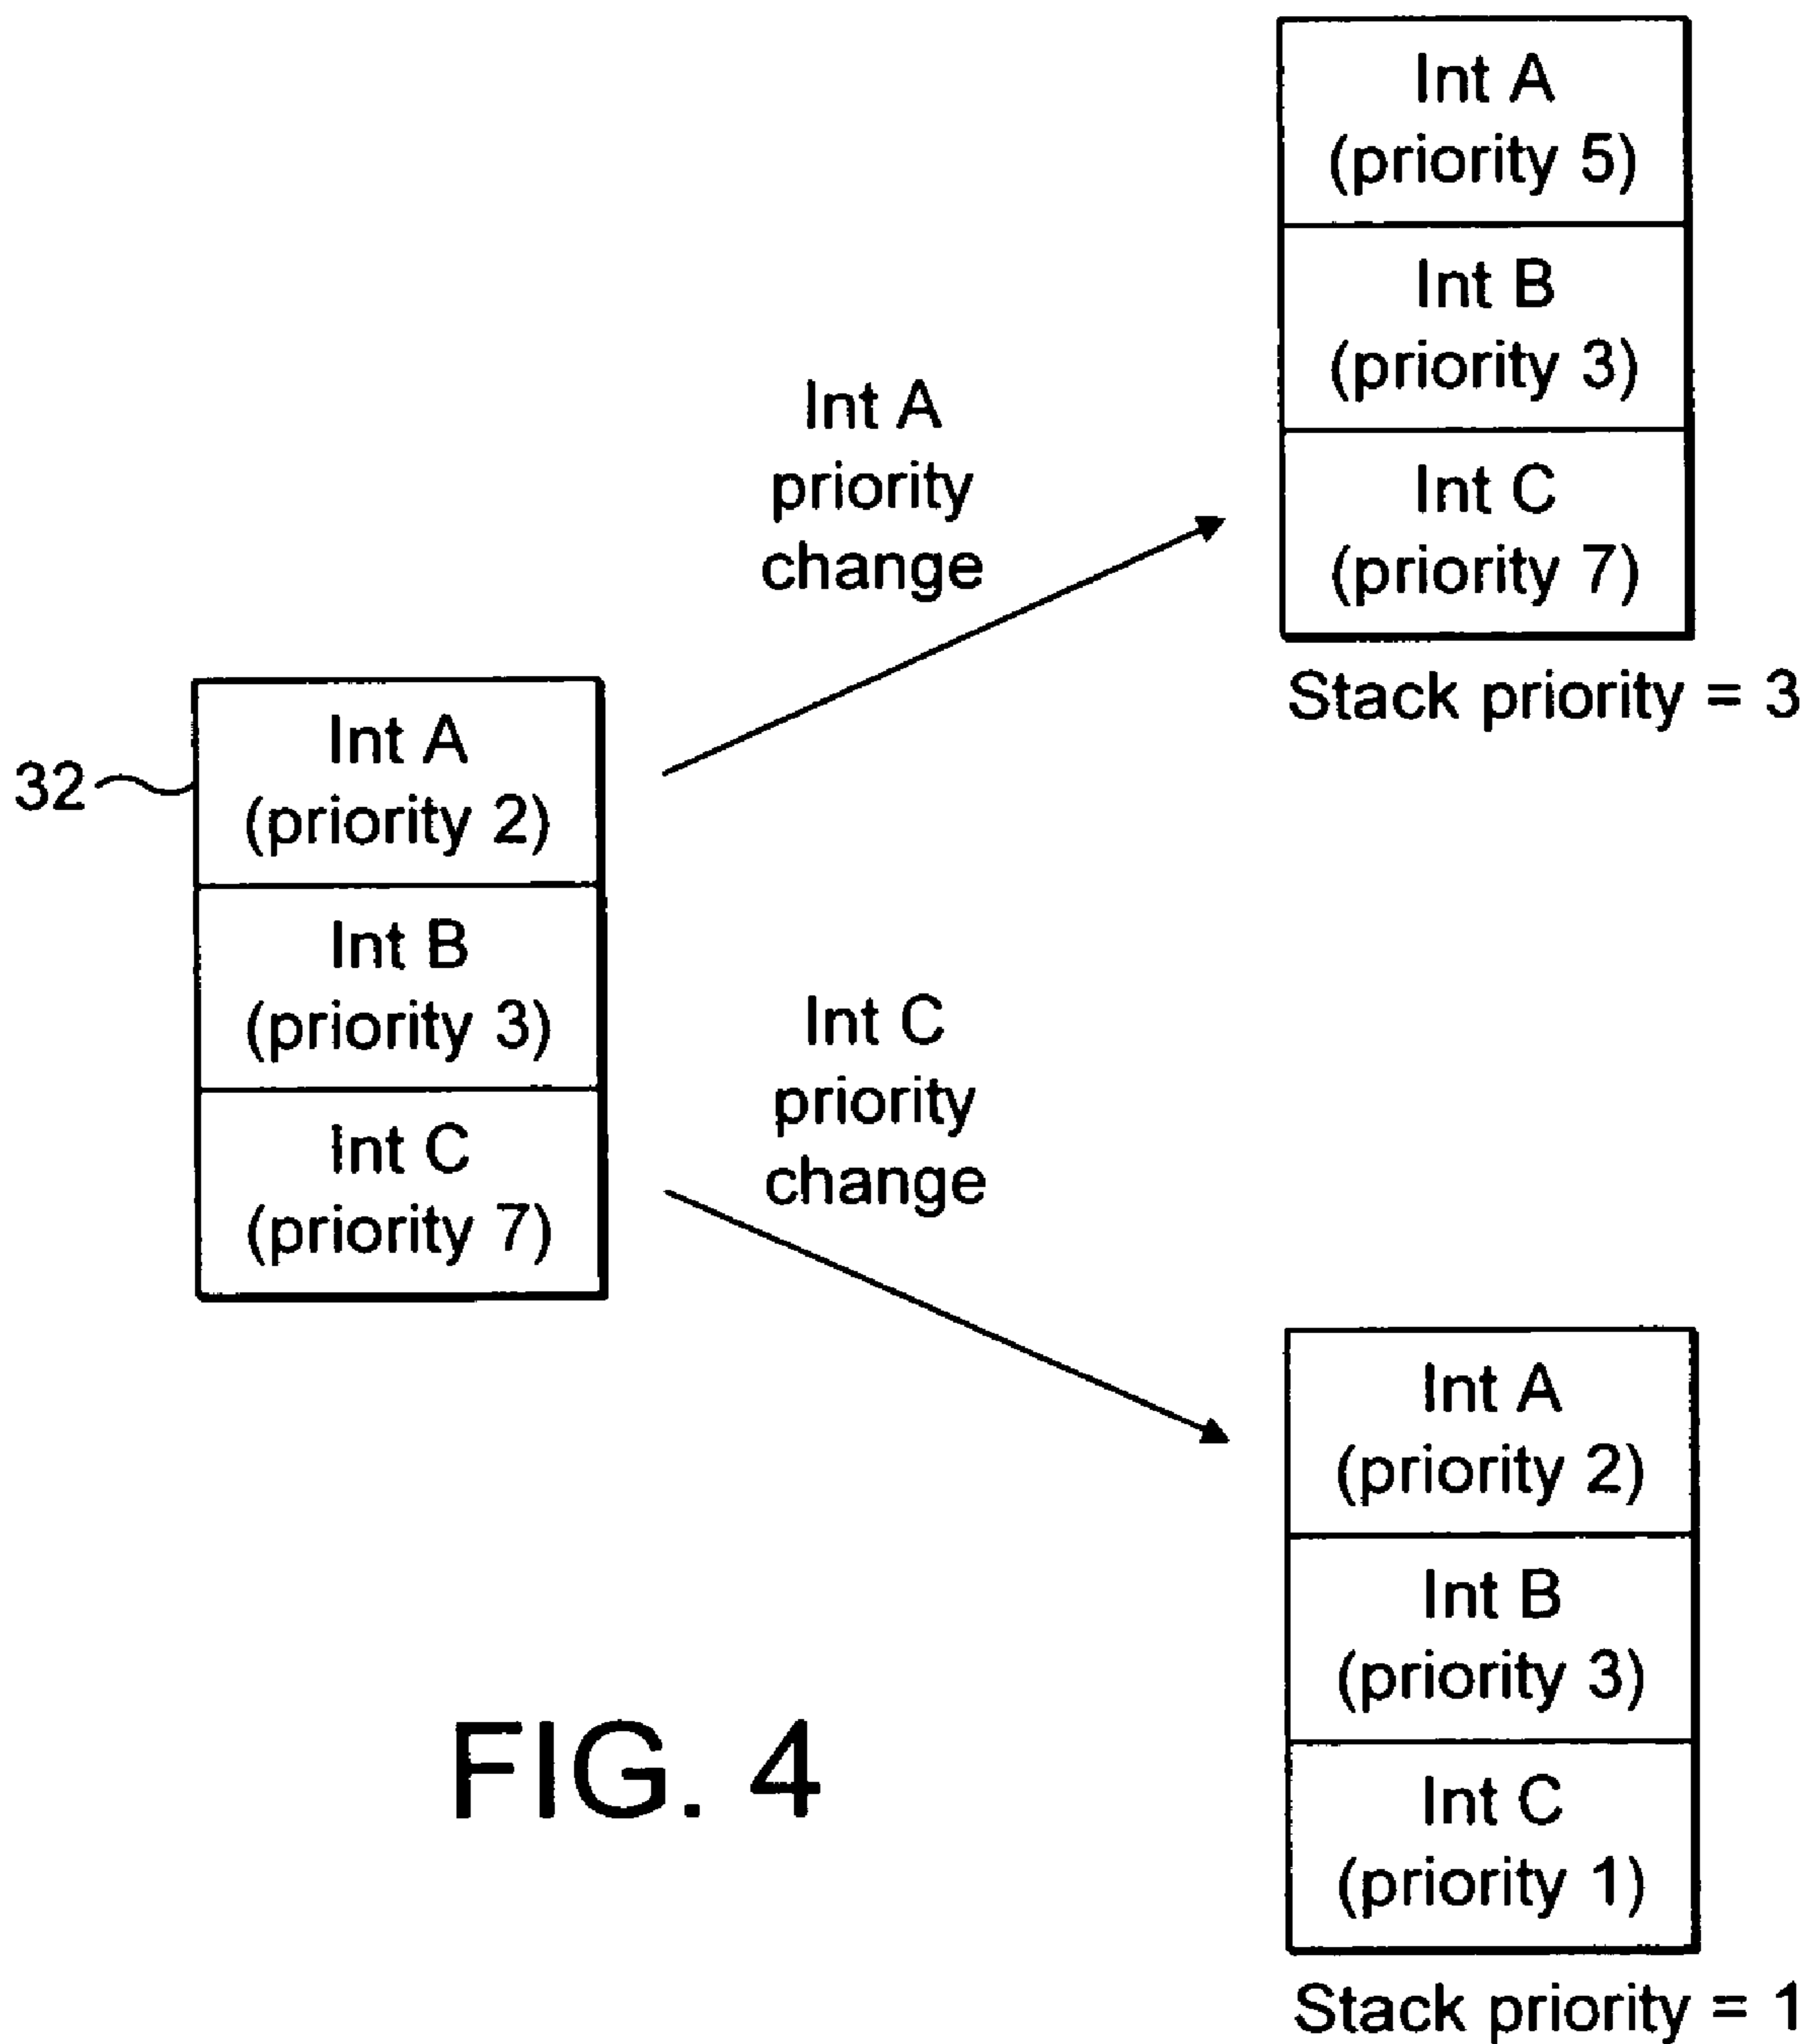 Int A
(priority 5)
Int B
(priority 3)
Int C
(priority 7)
Stack priority = 3
Int A
priority
change
32
Int A
(priority 2)
Int B
(priority 3)
Int C
(priority 7)
Int C
priority
change
Int A
(priority 2)
Int B
(priority 3)
Int C
(priority 1)
Stack priority = 1
FIG. 4